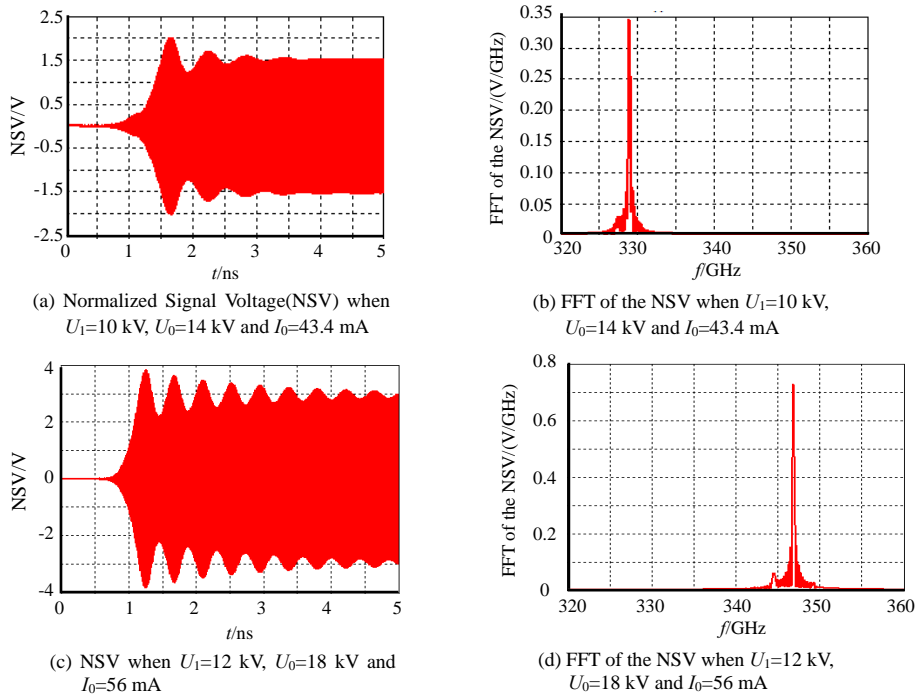 2.5
1.5
0.5
-0.5
-1.5
-2.5
NSV/V
0
1
2
3
4
5
t/ns
(a) Normalized Signal Voltage(NSV) when
U₁=10 kV, U₀=14 kV and I₀=43.4 mA
0.35
0.30
0.25
0.20
0.15
0.10
0.05
0
FFT of the NSV/(V/GHz)
320
330
340
350
360
f/GHz
(b) FFT of the NSV when U₁=10 kV,
U₀=14 kV and I₀=43.4 mA
4
2
0
-2
-4
NSV/V
0
1
2
3
4
5
t/ns
(c) NSV when U₁=12 kV, U₀=18 kV and
I₀=56 mA
0.8
0.6
0.4
0.2
0
FFT of the NSV/(V/GHz)
320
330
340
350
360
f/GHz
(d) FFT of the NSV when U₁=12 kV,
U₀=18 kV and I₀=56 mA